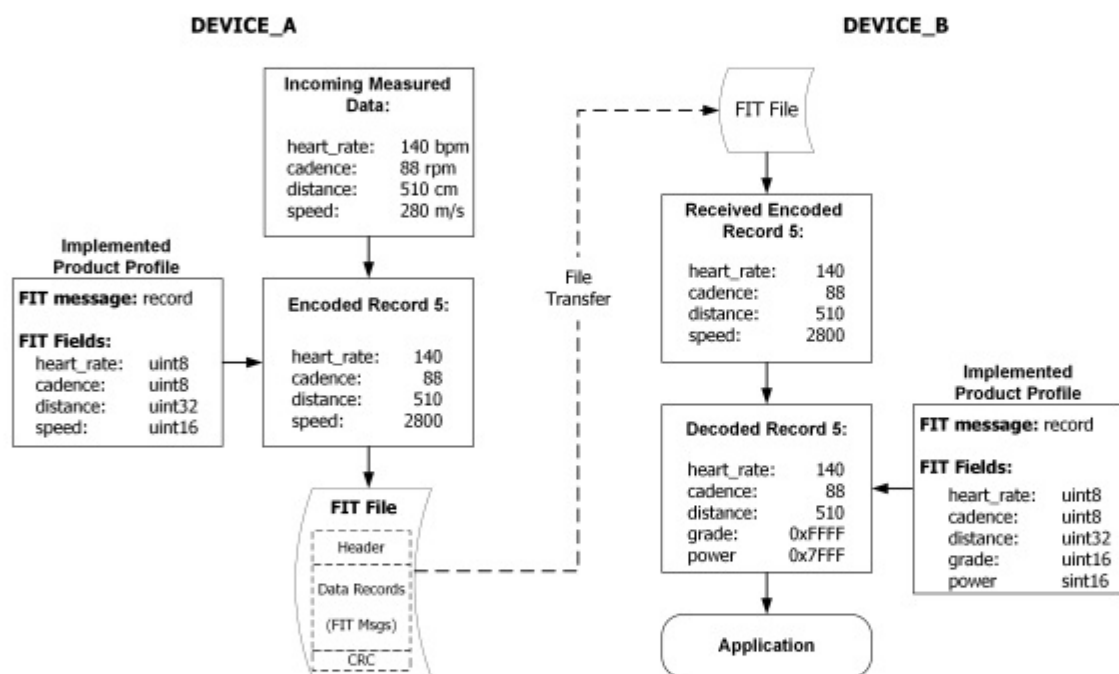 DEVICE_A
DEVICE_B
Incoming Measured
Data:
heart_rate: 140 bpm
cadence: 88 rpm
distance: 510 cm
speed: 280 m/s
Implemented
Product Profile
FIT message: record
FIT Fields:
heart_rate: uint8
cadence: uint8
distance: uint32
speed: uint16
Encoded Record 5:
heart_rate: 140
cadence: 88
distance: 510
speed: 2800
FIT File
Header
Data Records
(FIT Msgs)
CRC
File
Transfer
FIT File
Received Encoded
Record 5:
heart_rate: 140
cadence: 88
distance: 510
speed: 2800
Decoded Record 5:
heart_rate: 140
cadence: 88
distance: 510
grade: 0xFFFF
power 0x7FFF
Implemented
Product Profile
FIT message: record
FIT Fields:
heart_rate: uint8
cadence: uint8
distance: uint32
grade: uint16
power sint16
Application